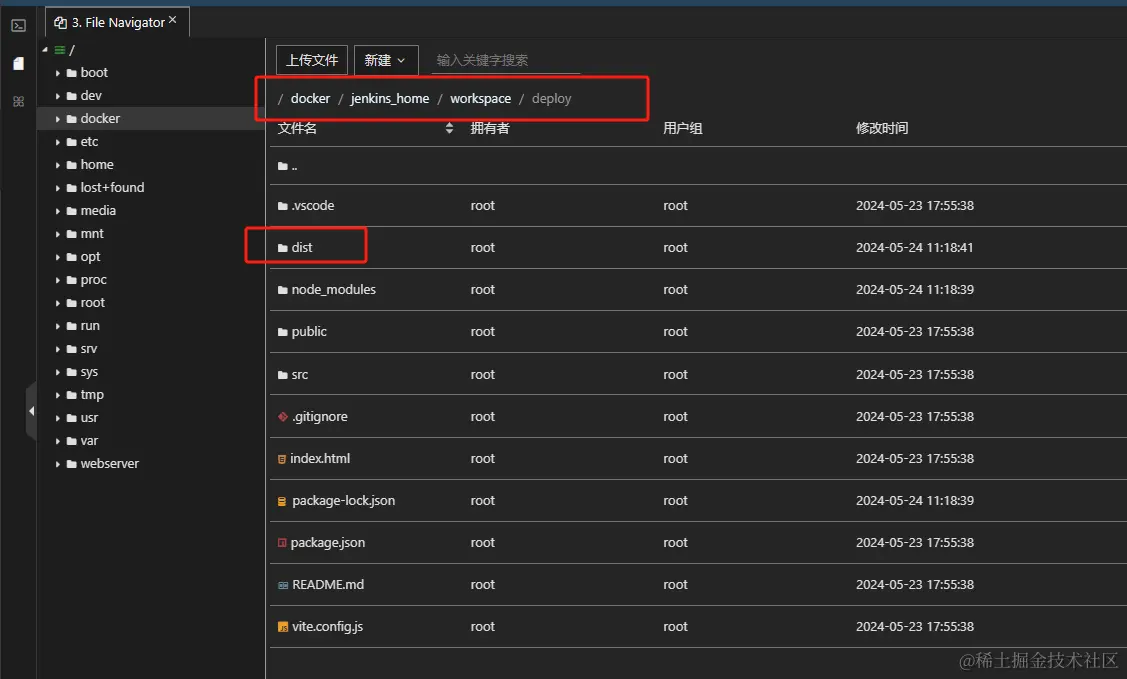 3. File Navigator ×
/
boot
dev
docker
etc
home
lost+found
media
mnt
opt
proc
root
run
srv
sys
tmp
usr
var
webserver
上传文件 新建 输入关键字搜索
/ docker / jenkins_home / workspace / deploy
文件名 拥有者 用户组 修改时间
..
.vscode root root 2024-05-23 17:55:38
dist root root 2024-05-24 11:18:41
node_modules root root 2024-05-24 11:18:39
public root root 2024-05-23 17:55:38
src root root 2024-05-23 17:55:38
.gitignore root root 2024-05-23 17:55:38
index.html root root 2024-05-23 17:55:38
package-lock.json root root 2024-05-24 11:18:39
package.json root root 2024-05-23 17:55:38
README.md root root 2024-05-23 17:55:38
vite.config.js root root 2024-05-23 17:55:38
@稀土掘金技术社区